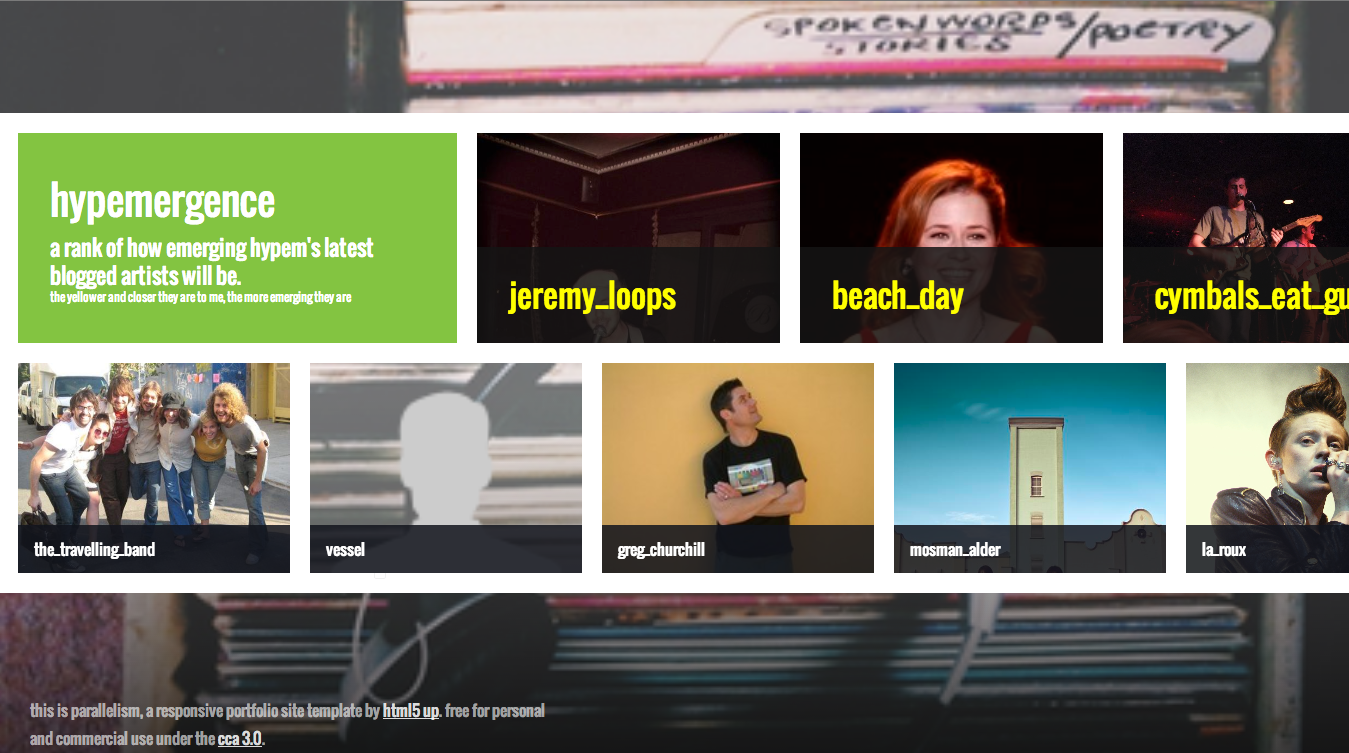 SPOKEN WORDS/POETRY
STORIES
hypemergence
a rank of how emerging hypem's latest
blogged artists will be.
the yellower and closer they are to me, the more emerging they are
jeremy_loops
beach_day
cymbals_eat_gu
the_travelling_band
vessel
greg_churchill
mosman_alder
la_roux
this is parallelism, a responsive portfolio site template by html5 up. free for personal
and commercial use under the cca 3.0.